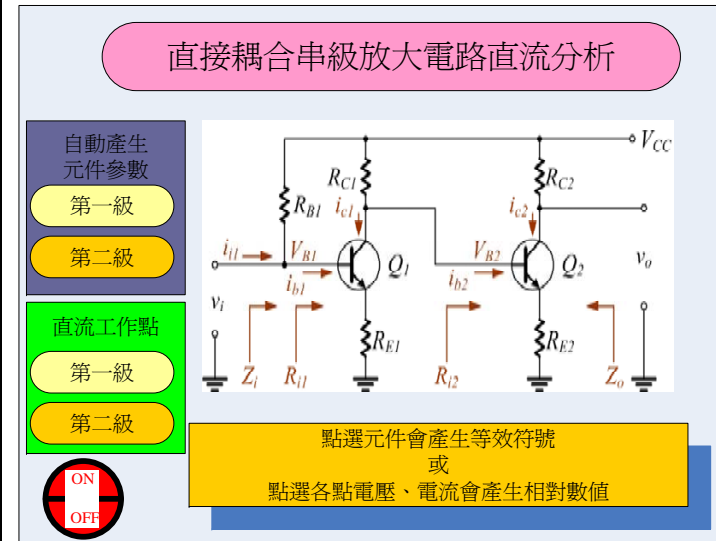 直接耦合串級放大電路直流分析
自動產生
元件參數
第一級
第二級
直流工作點
第一級
第二級
ON
OFF
V_CC
R_C1
R_C2
R_B1
i_c1
i_c2
i_i1
V_B1
Q_1
V_B2
Q_2
v_o
i_b1
i_b2
v_i
R_E1
R_E2
Z_i
R_i1
R_i2
Z_o
點選元件會產生等效符號
或
點選各點電壓、電流會產生相對數值